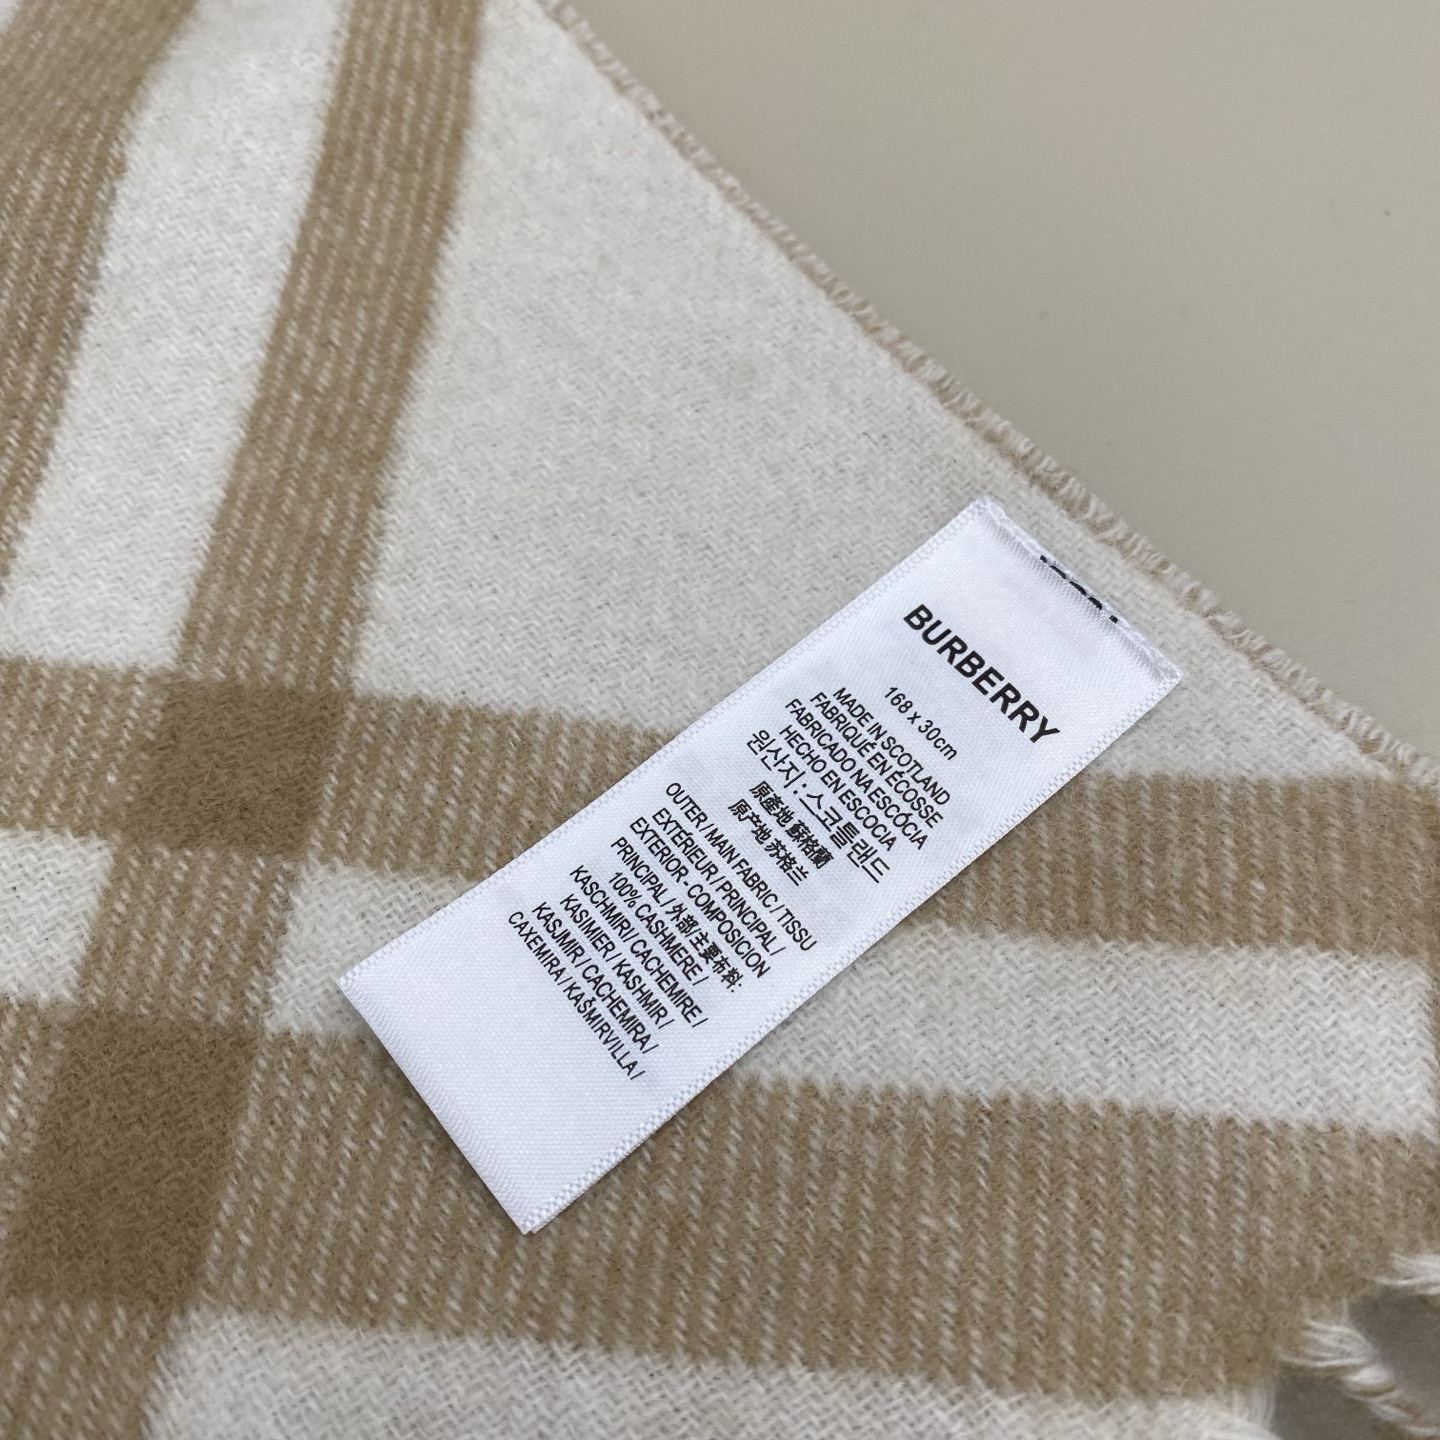 BURBERRY
168 x 30cm
MADE IN SCOTLAND
FABRIQUÉ EN ÉCOSSE
FABRICADO NA ESCÓCIA
HECHO EN ESCOCIA
원산지 : 스코틀랜드
原產地 蘇格蘭
原产地 苏格兰
OUTER / MAIN FABRIC / TISSU
EXTÉRIEUR / PRINCIPAL /
EXTERIOR - COMPOSICION
PRINCIPAL / 外部 / 主要布料:
100% CASHMERE /
KASCHMIR / CACHEMIRE /
KASIMIER / KASHMIR /
KASJMIR / CACHEMIRA /
CAXEMIRA / KAŠMIRVILLA /